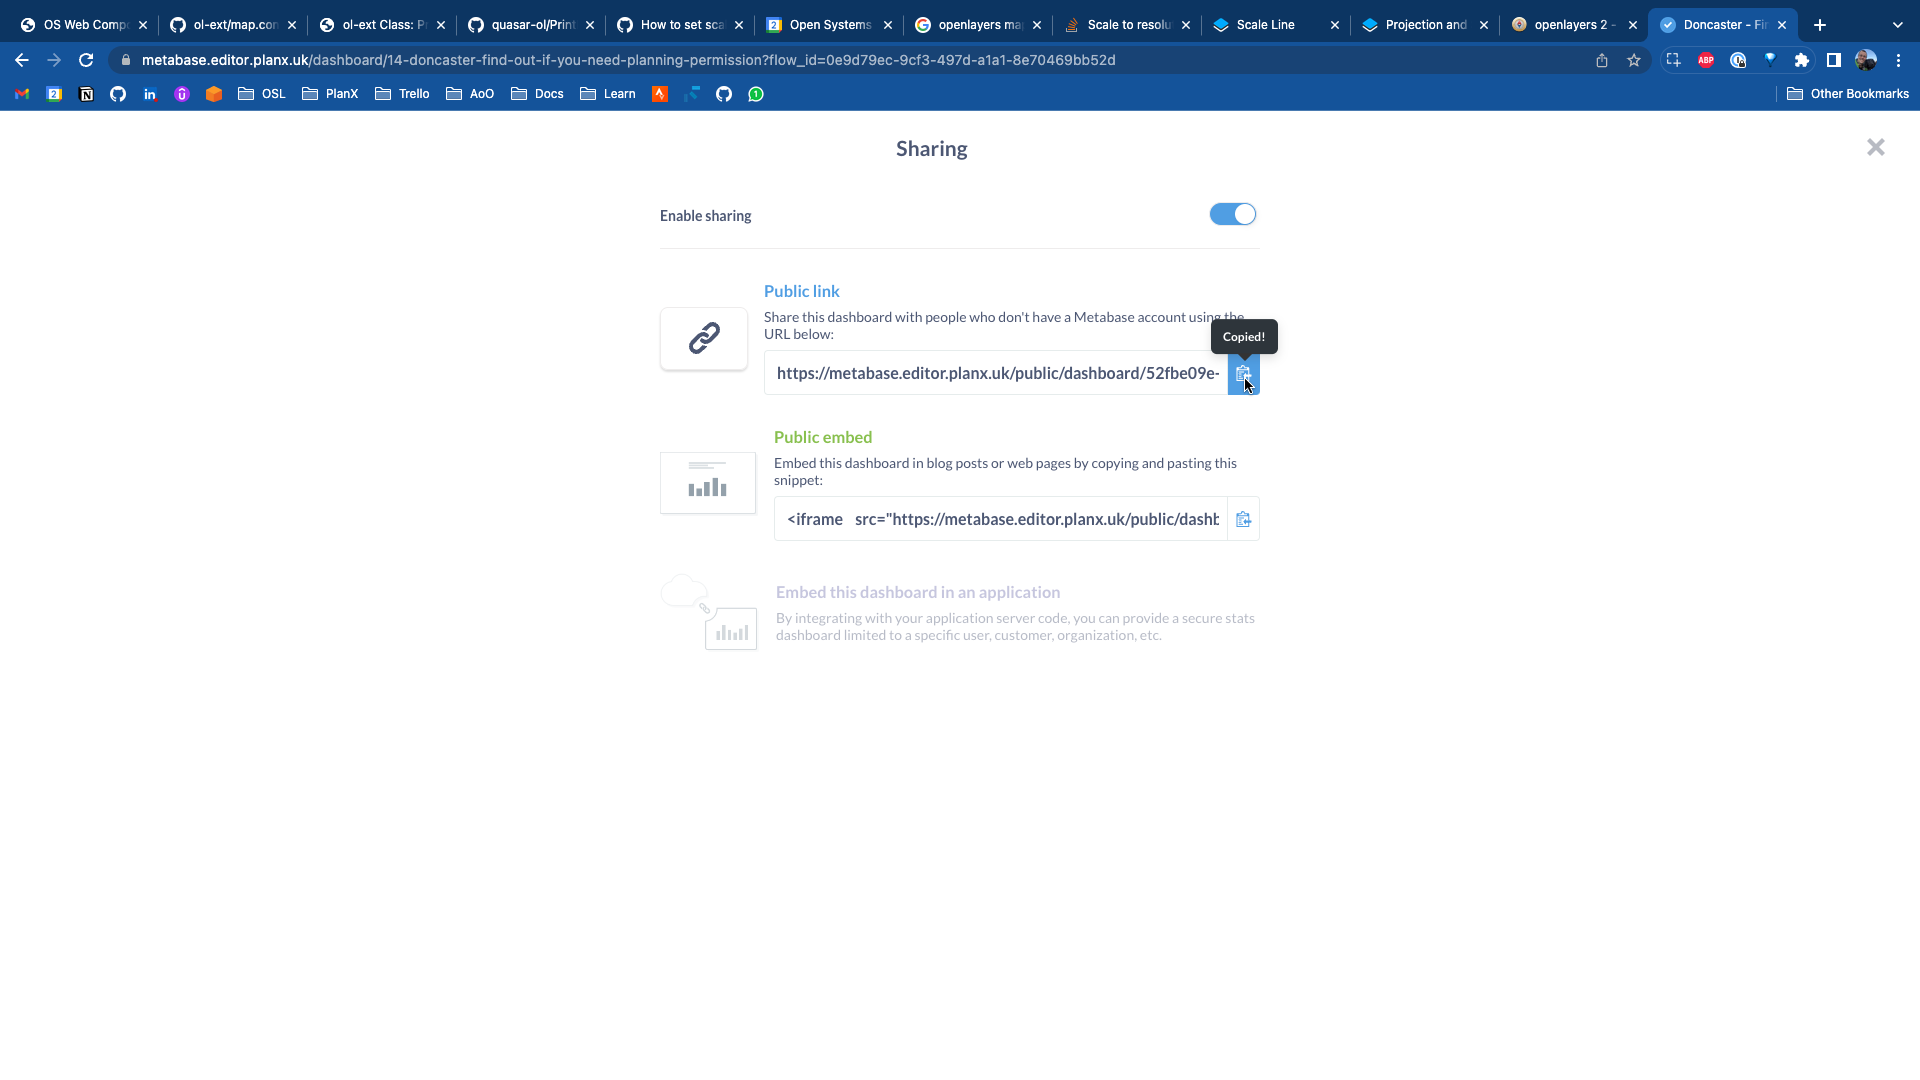 OS Web Comp
ol-ext/map.con
ol-ext Class: P
quasar-ol/Print
How to set sca
Open Systems
openlayers ma
Scale to resolu
Scale Line
Projection and
openlayers 2 -
Doncaster - Fi
metabase.editor.planx.uk/dashboard/14-doncaster-find-out-if-you-need-planning-permission?flow_id=0e9d79ec-9cf3-497d-a1a1-8e70469bb52d
ABP
OSL
PlanX
Trello
AoO
Docs
Learn
Other Bookmarks
Sharing
Enable sharing
Public link
Share this dashboard with people who don't have a Metabase account using the
URL below:
Copied!
https://metabase.editor.planx.uk/public/dashboard/52fbe09e-
Public embed
Embed this dashboard in blog posts or web pages by copying and pasting this
snippet:
<iframe src="https://metabase.editor.planx.uk/public/dashb
Embed this dashboard in an application
By integrating with your application server code, you can provide a secure stats
dashboard limited to a specific user, customer, organization, etc.